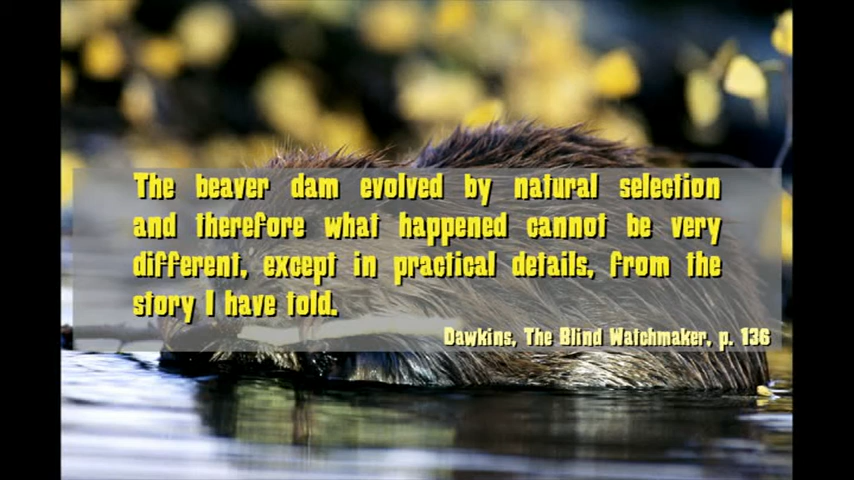 The beaver dam evolved by natural selection
and therefore what happened cannot be very
different, except in practical details, from the
story I have told.
Dawkins, The Blind Watchmaker, p. 136